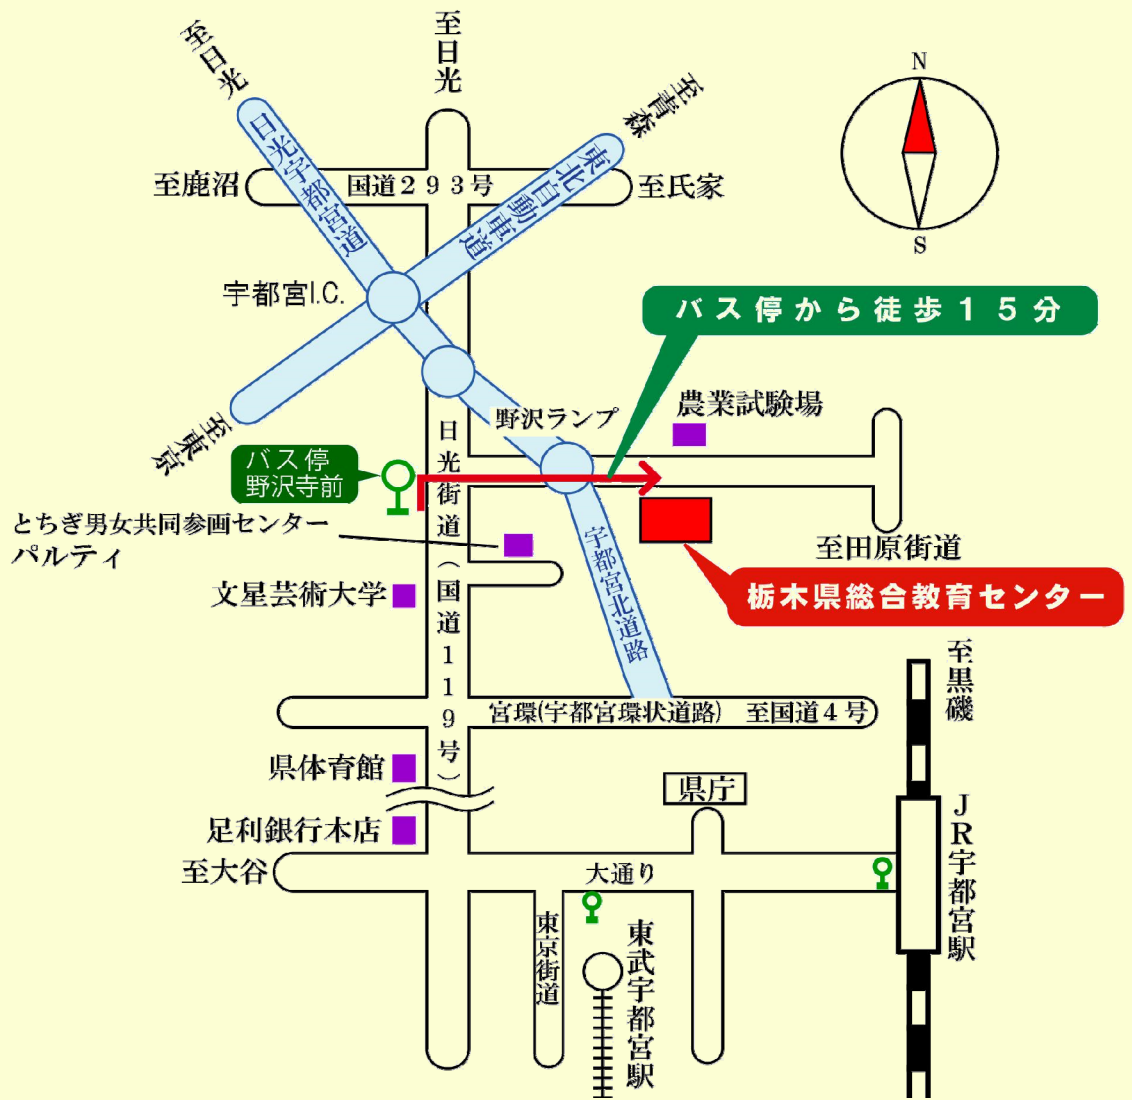 至日光
至日光
至青森
N
S
日光宇都宮道
東北自動車道
至鹿沼
国道293号
至氏家
宇都宮I.C.
バス停から徒歩15分
農業試験場
野沢ランプ
至東京
バス停
野沢寺前
日光街道(国道119号)
とちぎ男女共同参画センター
パルティ
宇都宮北道路
至田原街道
文星芸術大学
栃木県総合教育センター
至黒磯
宮環(宇都宮環状道路) 至国道4号
県体育館
県庁
足利銀行本店
JR宇都宮駅
至大谷
大通り
東京街道
東武宇都宮駅